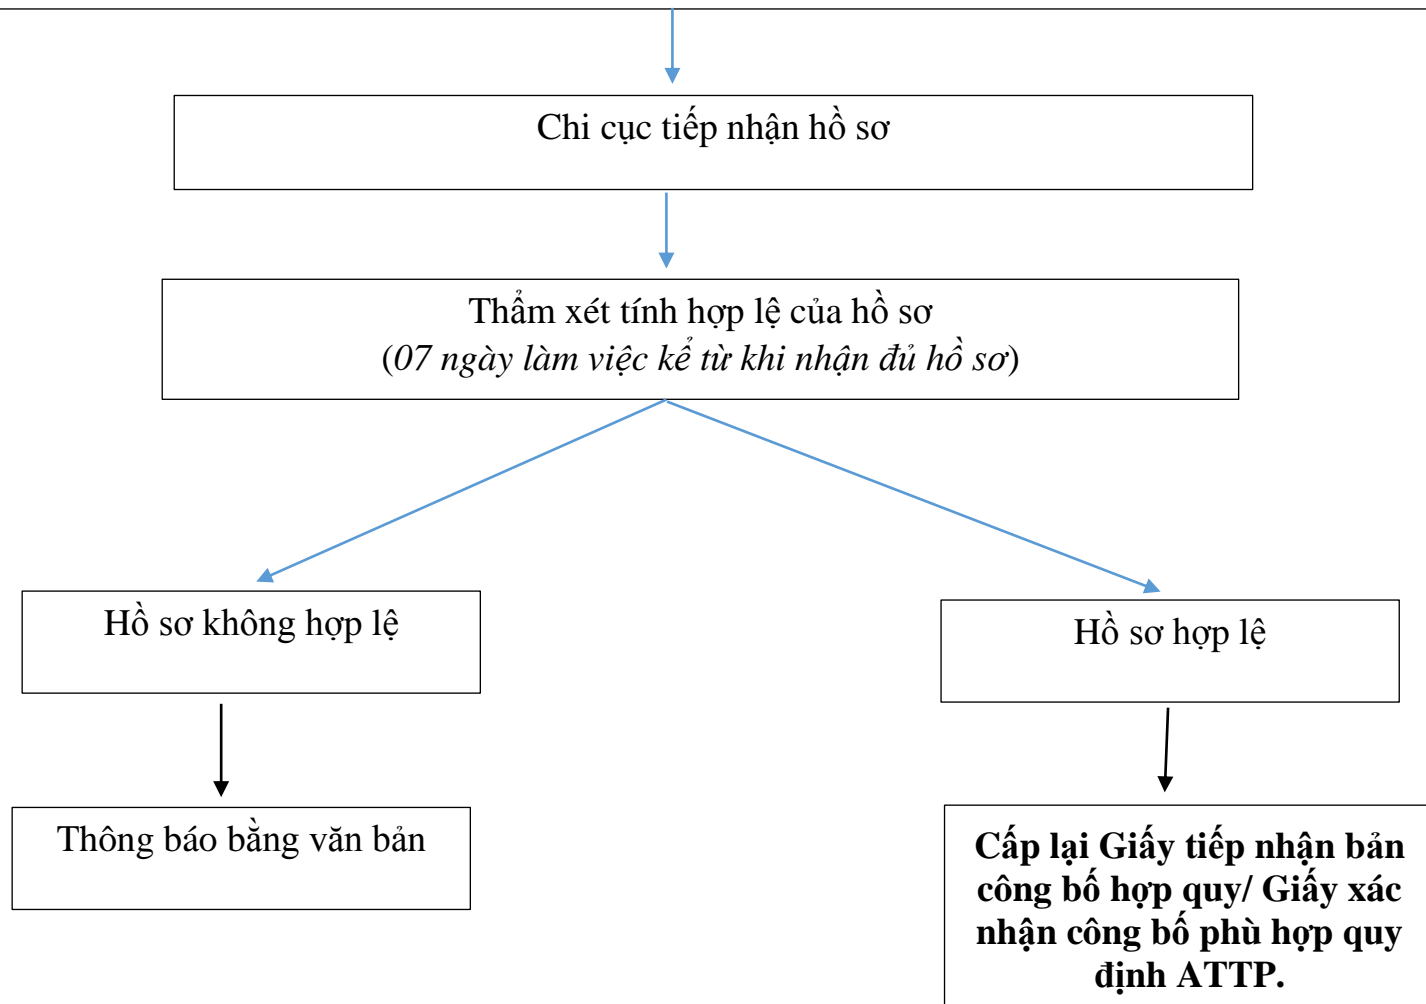 Chi cục tiếp nhận hồ sơ
Thẩm xét tính hợp lệ của hồ sơ
(07 ngày làm việc kể từ khi nhận đủ hồ sơ)
Hồ sơ không hợp lệ
Hồ sơ hợp lệ
Thông báo bằng văn bản
Cấp lại Giấy tiếp nhận bản
công bố hợp quy/ Giấy xác
nhận công bố phù hợp quy
định ATTP.